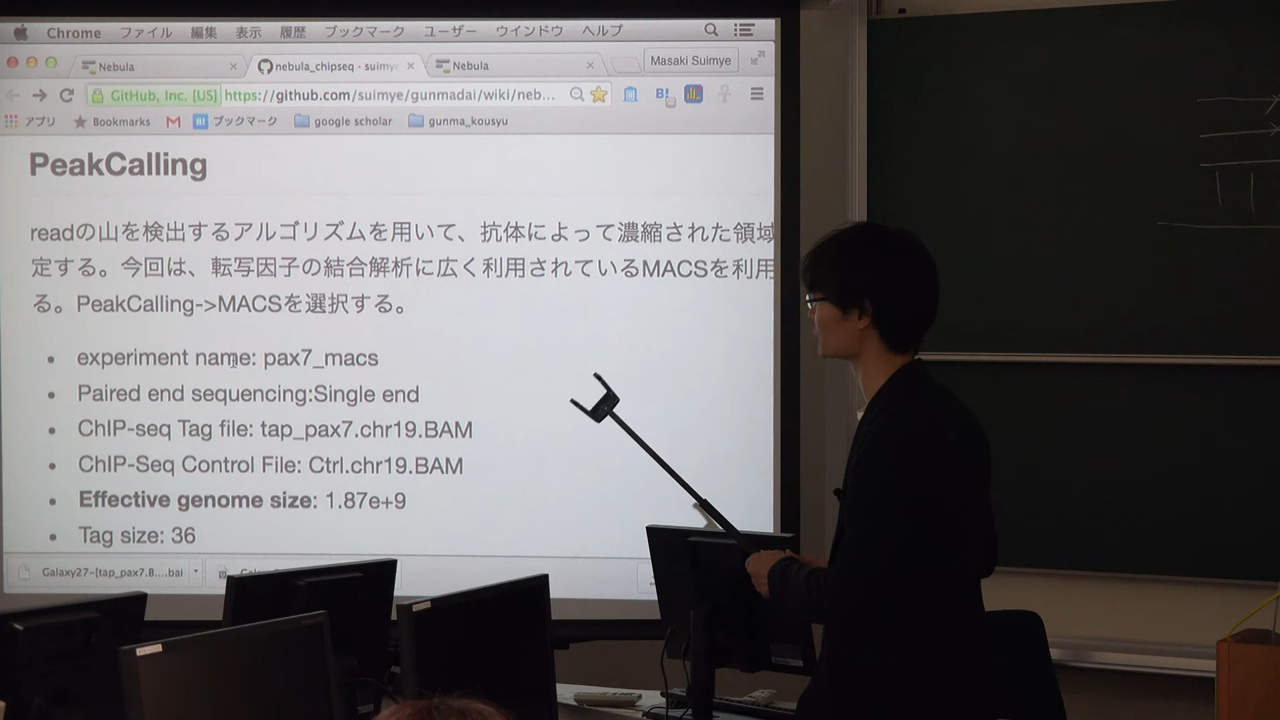 Chrome ファイル 編集 表示 履歴 ブックマーク ユーザー ウインドウ ヘルプ
Nebula nebula_chipseq · suimye Nebula Masaki Suimye
GitHub, Inc. [US] https://github.com/suimye/gunmadai/wiki/neb... B!
アプリ Bookmarks B! ブックマーク google scholar gunma_kousyu
PeakCalling
readの山を検出するアルゴリズムを用いて、抗体によって濃縮された領域
定する。今回は、転写因子の結合解析に広く利用されているMACSを利用
る。PeakCalling->MACSを選択する。
• experiment name: pax7_macs
• Paired end sequencing:Single end
• ChIP-seq Tag file: tap_pax7.chr19.BAM
• ChIP-Seq Control File: Ctrl.chr19.BAM
• Effective genome size: 1.87e+9
• Tag size: 36
Galaxy27-[tap_pax7.B....bai